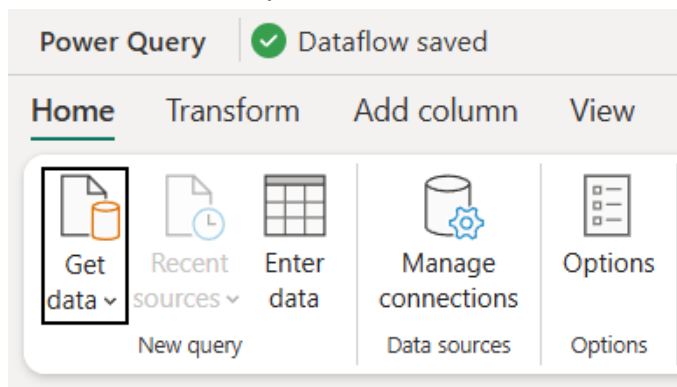 Power Query Dataflow saved
Home Transform Add column View
Get data
Recent sources
Enter data
Manage connections
Options
New query Data sources Options